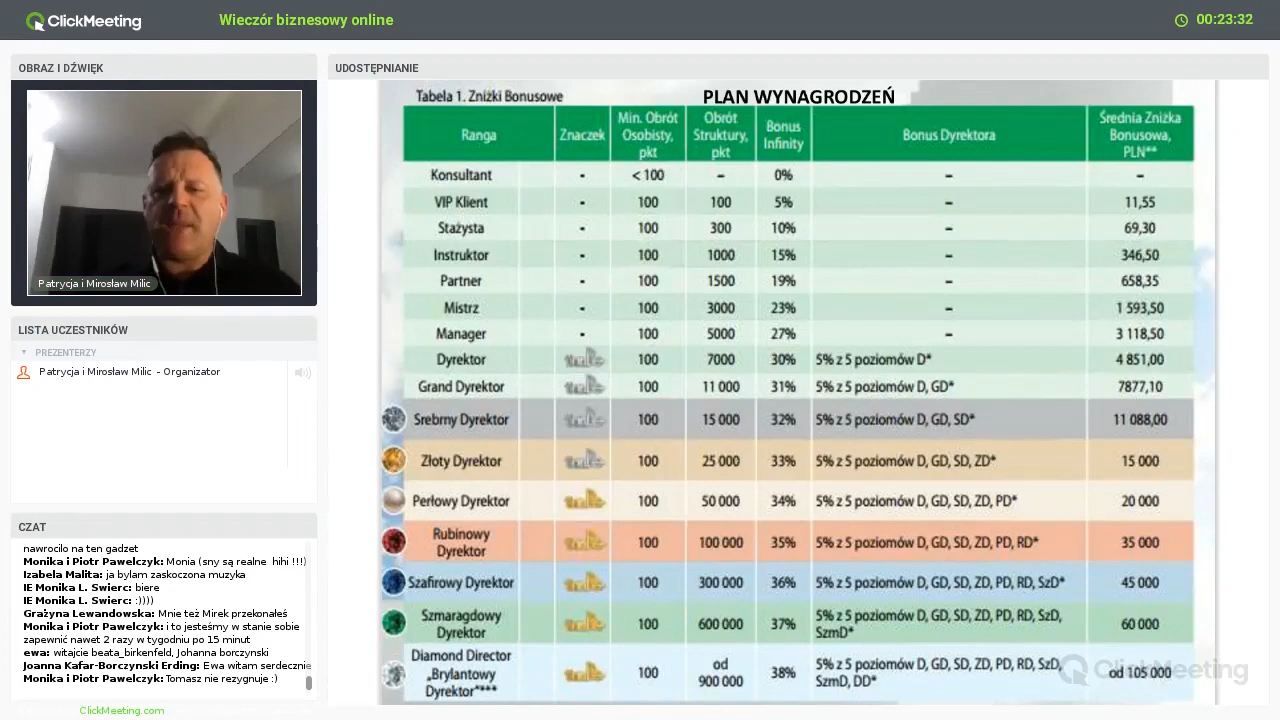 ClickMeeting
Wieczór biznesowy online
00:23:32
OBRAZ I DŹWIĘK
Patrycja i Mirosław Milic
LISTA UCZESTNIKÓW
PREZENTERZY
Patrycja i Mirosław Milic - Organizator
CZAT
nawrocilo na ten gadzet
Monika i Piotr Pawelczyk: Monia (sny są realne hihi !!!)
Izabela Malita: ja bylam zaskoczona muzyka
IE Monika L. Swierc: biere
IE Monika L. Swierc: :))))
Grażyna Lewandowska: Mnie też Mirek przekonałeś
Monika i Piotr Pawelczyk: i to jesteśmy w stanie sobie
zapewnić nawet 2 razy w tygodniu po 15 minut
ewa: witajcie beata_birkenfeld, Johanna borczynski
Joanna Kafar-Borczynski Erding: Ewa witam serdecznie
Monika i Piotr Pawelczyk: Tomasz nie rezygnuje :)
ClickMeeting.com
UDOSTĘPNIANIE
Tabela 1. Zniżki Bonusowe
PLAN WYNAGRODZEŃ
Ranga Znaczek Min. Obrót Osobisty, pkt Obrót Struktury, pkt Bonus Infinity Bonus Dyrektora Średnia Zniżka Bonusowa, PLN**
Konsultant - < 100 – 0% – –
VIP Klient - 100 100 5% – 11,55
Stażysta - 100 300 10% – 69,30
Instruktor - 100 1000 15% – 346,50
Partner - 100 1500 19% – 658,35
Mistrz - 100 3000 23% – 1 593,50
Manager - 100 5000 27% – 3 118,50
Dyrektor 100 7000 30% 5% z 5 poziomów D* 4 851,00
Grand Dyrektor 100 11 000 31% 5% z 5 poziomów D, GD* 7877,10
Srebrny Dyrektor 100 15 000 32% 5% z 5 poziomów D, GD, SD* 11 088,00
Złoty Dyrektor 100 25 000 33% 5% z 5 poziomów D, GD, SD, ZD* 15 000
Perłowy Dyrektor 100 50 000 34% 5% z 5 poziomów D, GD, SD, ZD, PD* 20 000
Rubinowy Dyrektor 100 100 000 35% 5% z 5 poziomów D, GD, SD, ZD, PD, RD* 35 000
Szafirowy Dyrektor 100 300 000 36% 5% z 5 poziomów D, GD, SD, ZD, PD, RD, SzD* 45 000
Szmaragdowy Dyrektor 100 600 000 37% 5% z 5 poziomów D, GD, SD, ZD, PD, RD, SzD, SzmD* 60 000
Diamond Director „Brylantowy Dyrektor"*** 100 od 900 000 38% 5% z 5 poziomów D, GD, SD, ZD, PD, RD, SzD, SzmD, DD* od 105 000
ClickMeeting